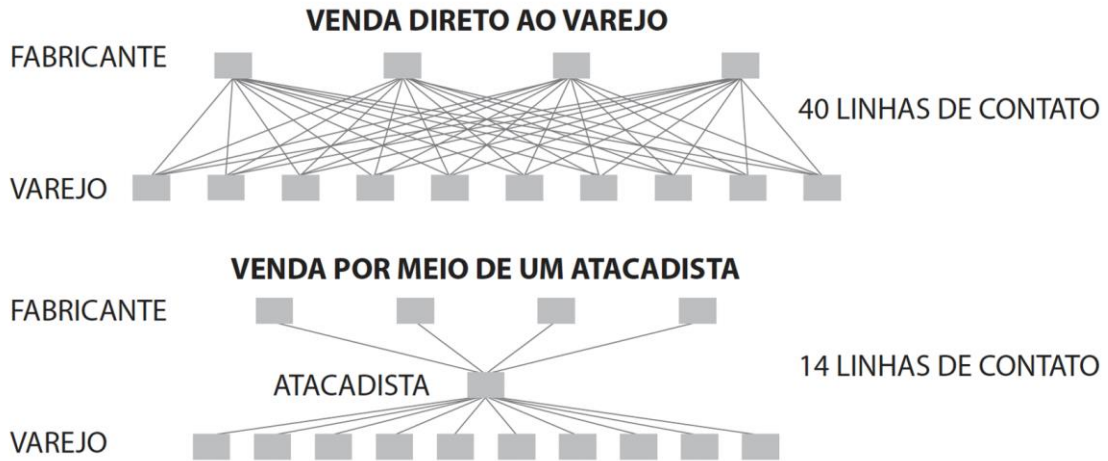 VENDA DIRETO AO VAREJO
FABRICANTE
40 LINHAS DE CONTATO
VAREJO
VENDA POR MEIO DE UM ATACADISTA
FABRICANTE
14 LINHAS DE CONTATO
ATACADISTA
VAREJO